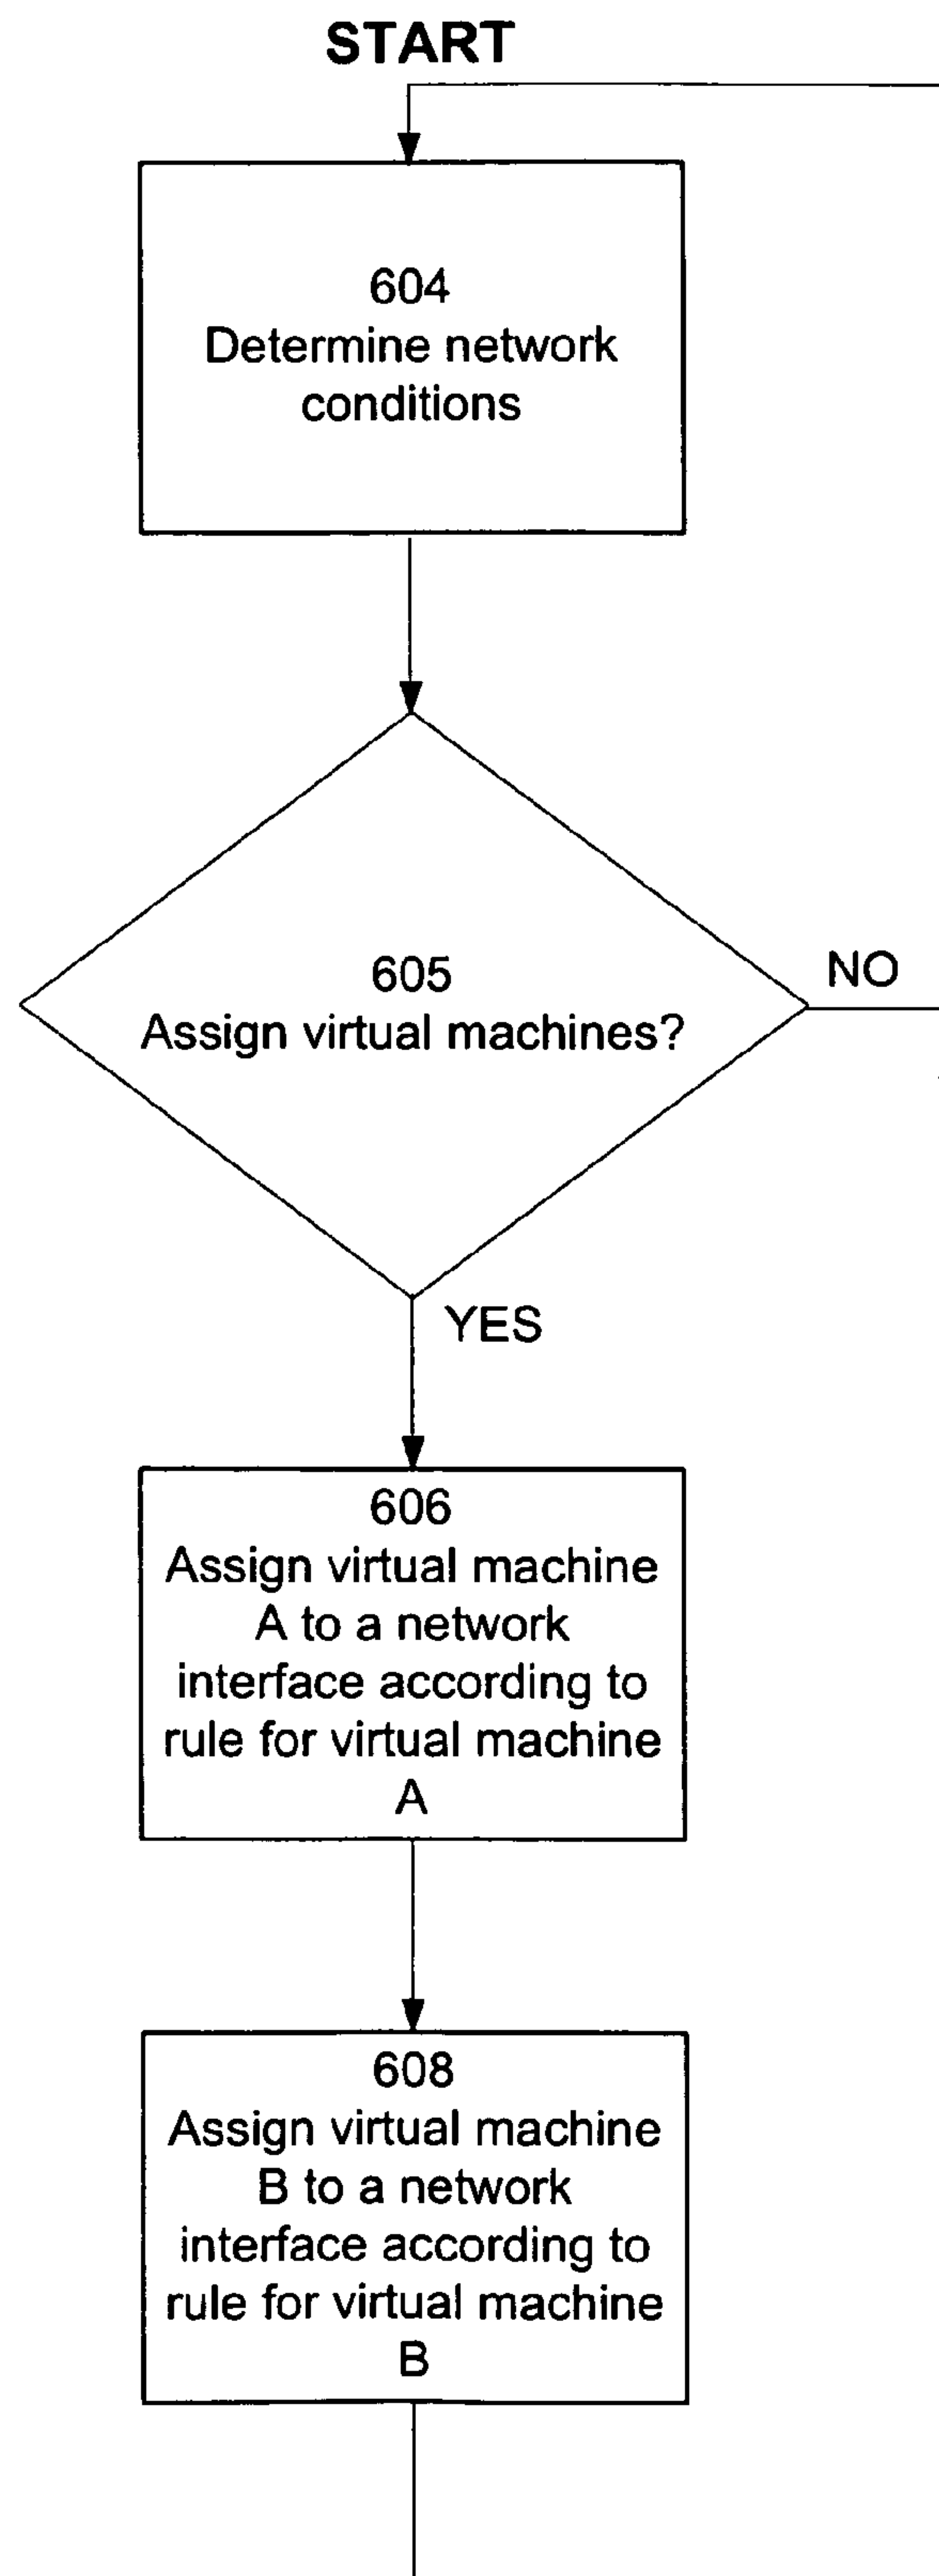 START
604
Determine network
conditions
605
Assign virtual machines?
NO
YES
606
Assign virtual machine
A to a network
interface according to
rule for virtual machine
A
608
Assign virtual machine
B to a network
interface according to
rule for virtual machine
B